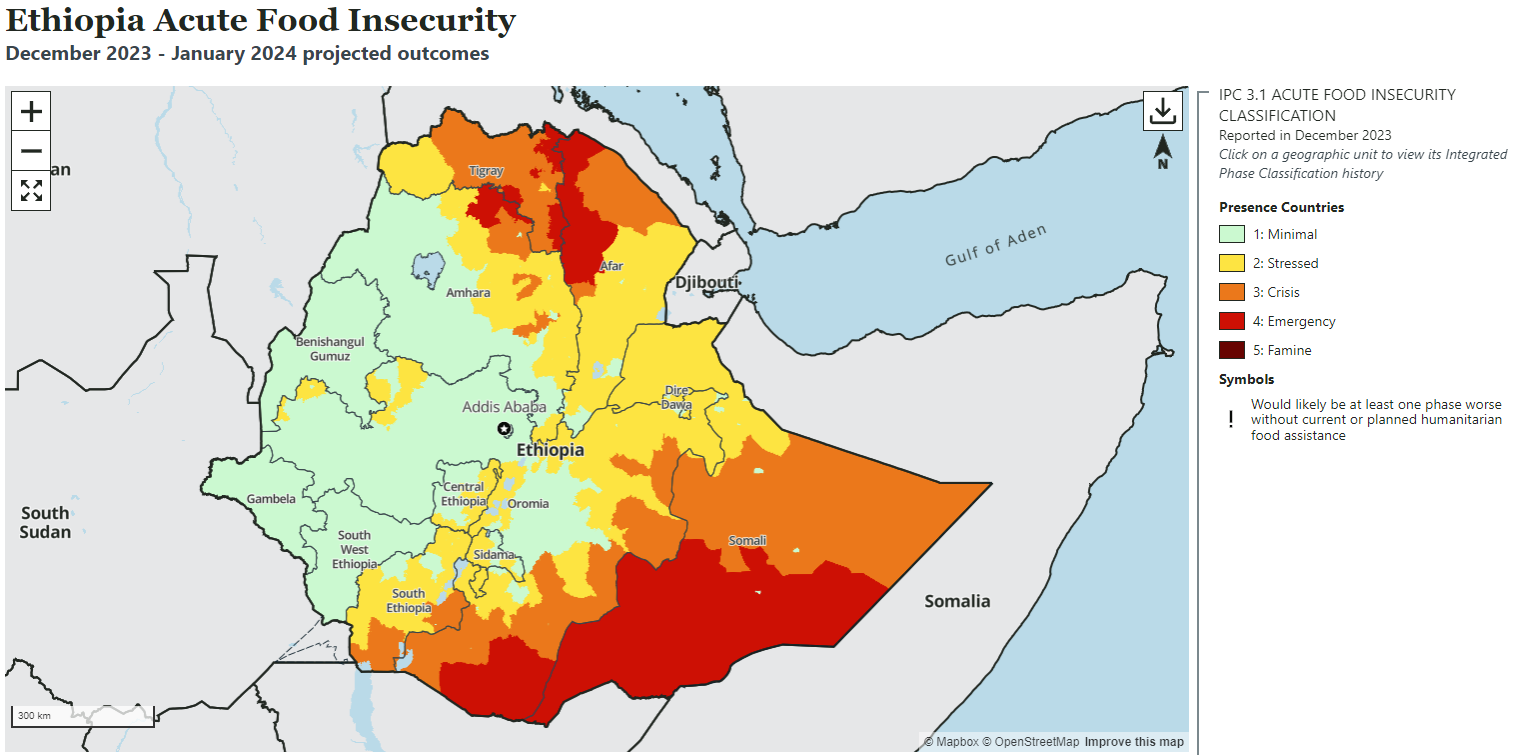 Ethiopia Acute Food Insecurity
December 2023 - January 2024 projected outcomes
+
−
an
N
Tigray
Afar
Amhara
Djibouti
Gulf of Aden
Benishangul
Gumuz
Dire
Dawa
Addis Ababa
Ethiopia
Central
Ethiopia
Oromia
Gambela
South
Sudan
South
West
Ethiopia
Sidama
Somali
South
Ethiopia
Somalia
300 km
© Mapbox © OpenStreetMap Improve this map
IPC 3.1 ACUTE FOOD INSECURITY
CLASSIFICATION
Reported in December 2023
Click on a geographic unit to view its Integrated
Phase Classification history
Presence Countries
1: Minimal
2: Stressed
3: Crisis
4: Emergency
5: Famine
Symbols
! Would likely be at least one phase worse
without current or planned humanitarian
food assistance